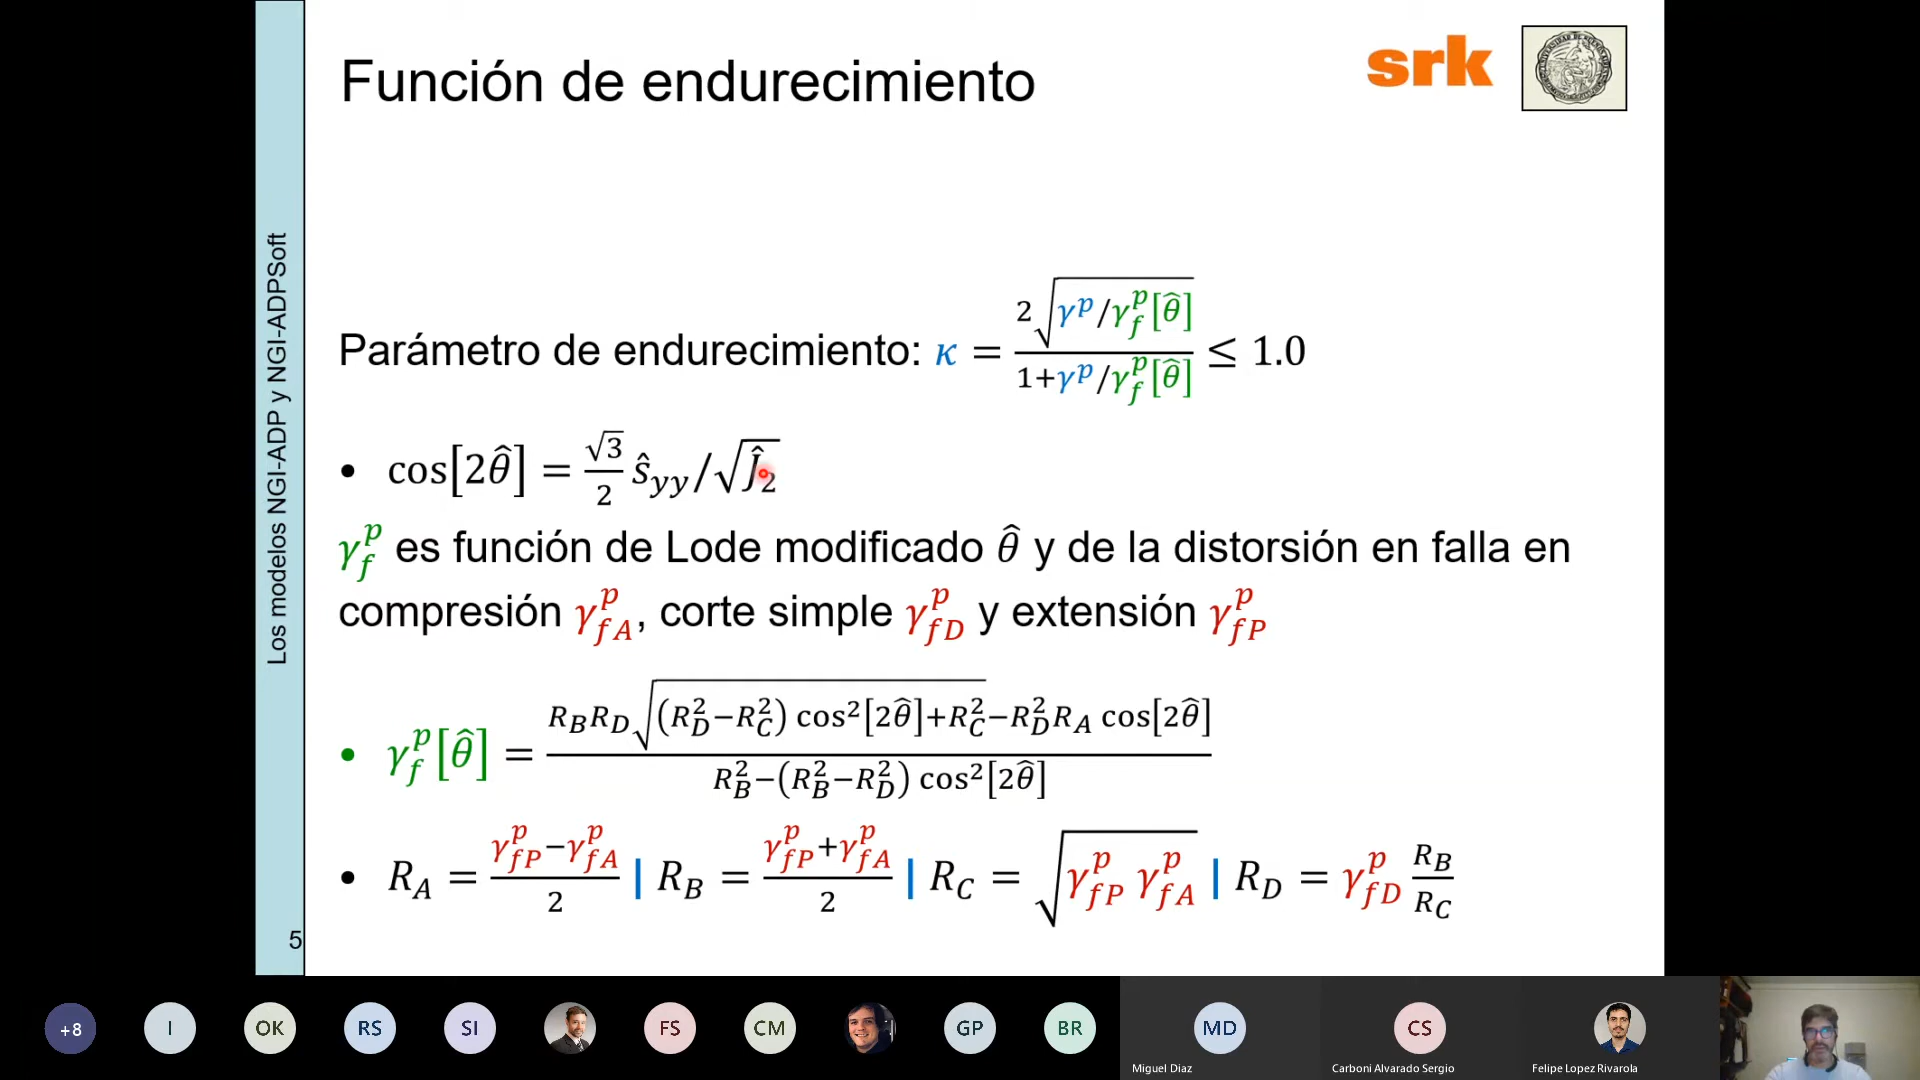 Función de endurecimiento
srk
Los modelos NGI-ADP y NGI-ADPSoft
Parámetro de endurecimiento: κ = 2√(γ^p/γ_f^p[θ̂]) / (1+γ^p/γ_f^p[θ̂]) ≤ 1.0
• cos[2θ̂] = (√3/2) ŝ_yy/√Ĵ_2
γ_f^p es función de Lode modificado θ̂ y de la distorsión en falla en
compresión γ_fA^p, corte simple γ_fD^p y extensión γ_fP^p
• γ_f^p[θ̂] = (R_B R_D √((R_D^2−R_C^2) cos^2[2θ̂]+R_C^2) − R_D^2 R_A cos[2θ̂]) / (R_B^2−(R_B^2−R_D^2) cos^2[2θ̂])
• R_A = (γ_fP^p−γ_fA^p)/2 | R_B = (γ_fP^p+γ_fA^p)/2 | R_C = √(γ_fP^p γ_fA^p) | R_D = γ_fD^p R_B/R_C
5
+8
I
OK
RS
SI
FS
CM
GP
BR
MD
CS
Miguel Diaz
Carboni Alvarado Sergio
Felipe Lopez Rivarola